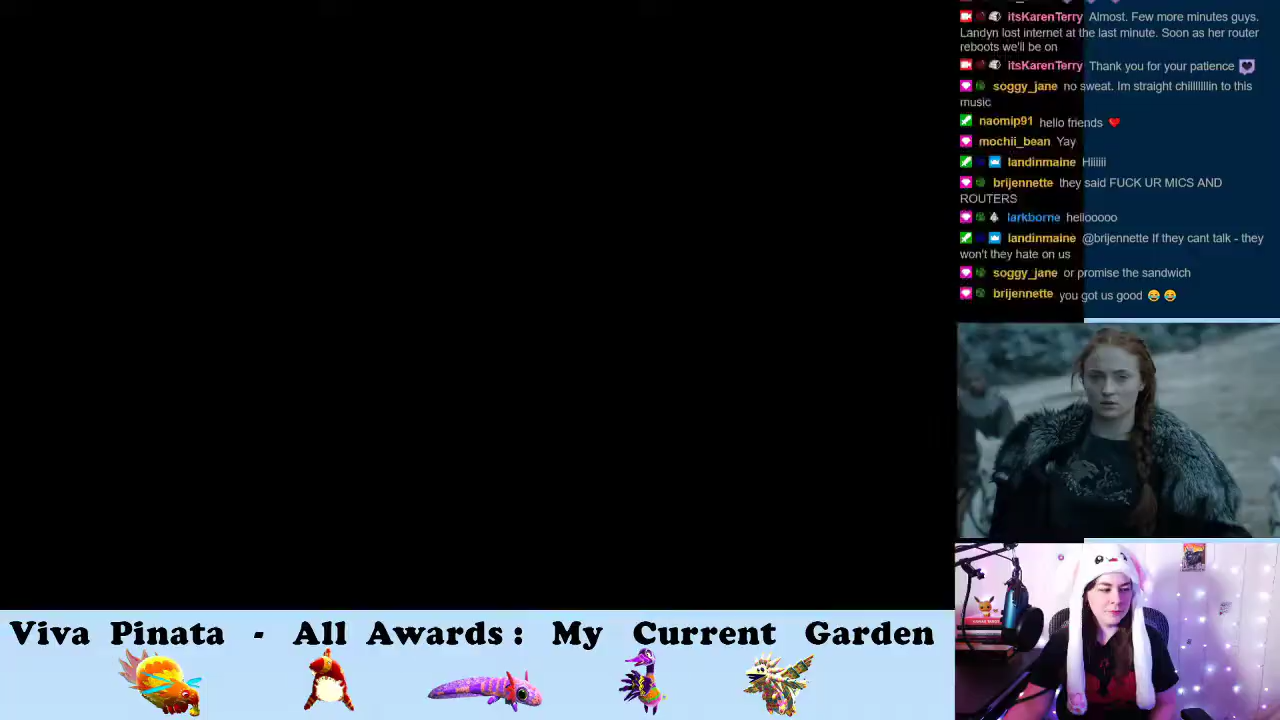 itsKarenTerry Almost. Few more minutes guys.
Landyn lost internet at the last minute. Soon as her router
reboots we'll be on
itsKarenTerry Thank you for your patience
soggy_jane no sweat. Im straight chilllllllin to this
music
naomip91 hello friends
mochii_bean Yay
landinmaine Hiiiiii
brijennette they said FUCK UR MICS AND
ROUTERS
larkborne hellooooo
landinmaine @brijennette If they cant talk - they
won't they hate on us
soggy_jane or promise the sandwich
brijennette you got us good
Viva Pinata - All Awards : My Current Garden